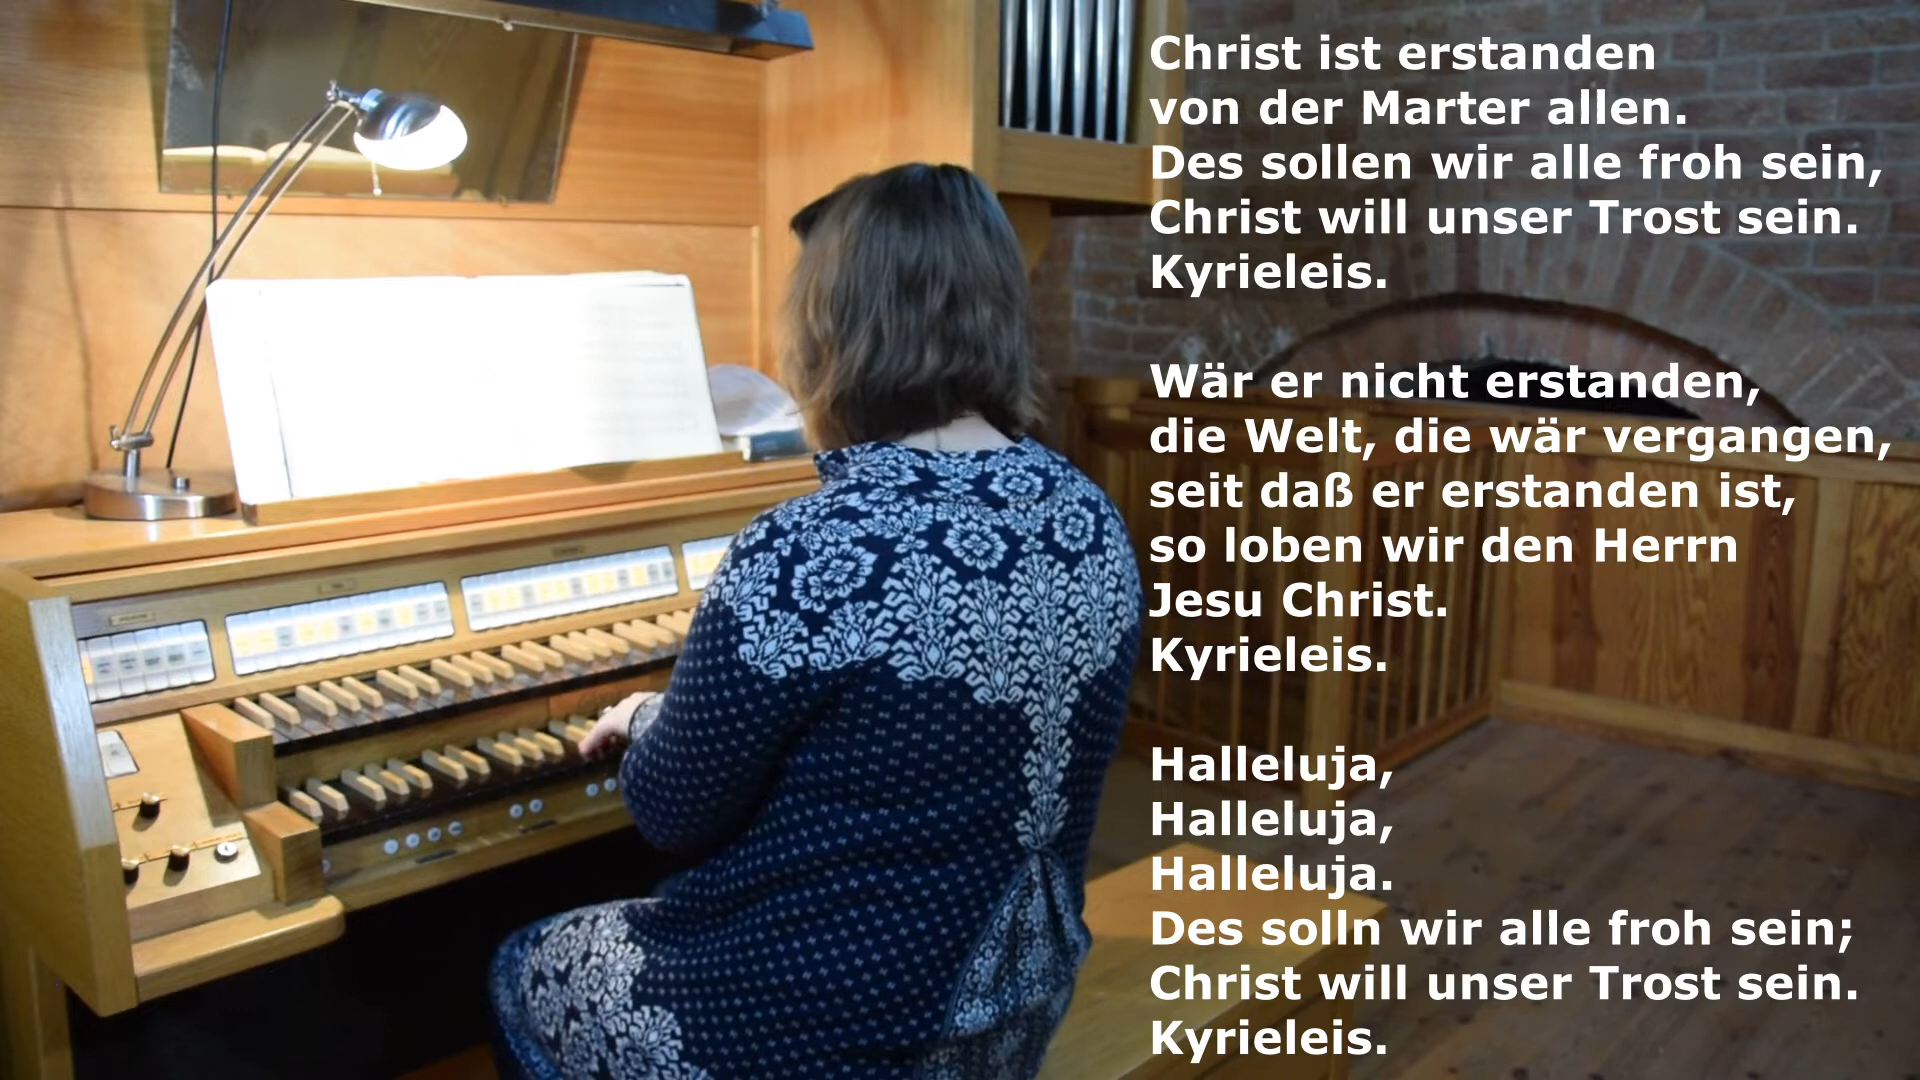 Christ ist erstanden
von der Marter allen.
Des sollen wir alle froh sein,
Christ will unser Trost sein.
Kyrieleis.
Wär er nicht erstanden,
die Welt, die wär vergangen,
seit daß er erstanden ist,
so loben wir den Herrn
Jesu Christ.
Kyrieleis.
Halleluja,
Halleluja,
Halleluja.
Des solln wir alle froh sein;
Christ will unser Trost sein.
Kyrieleis.